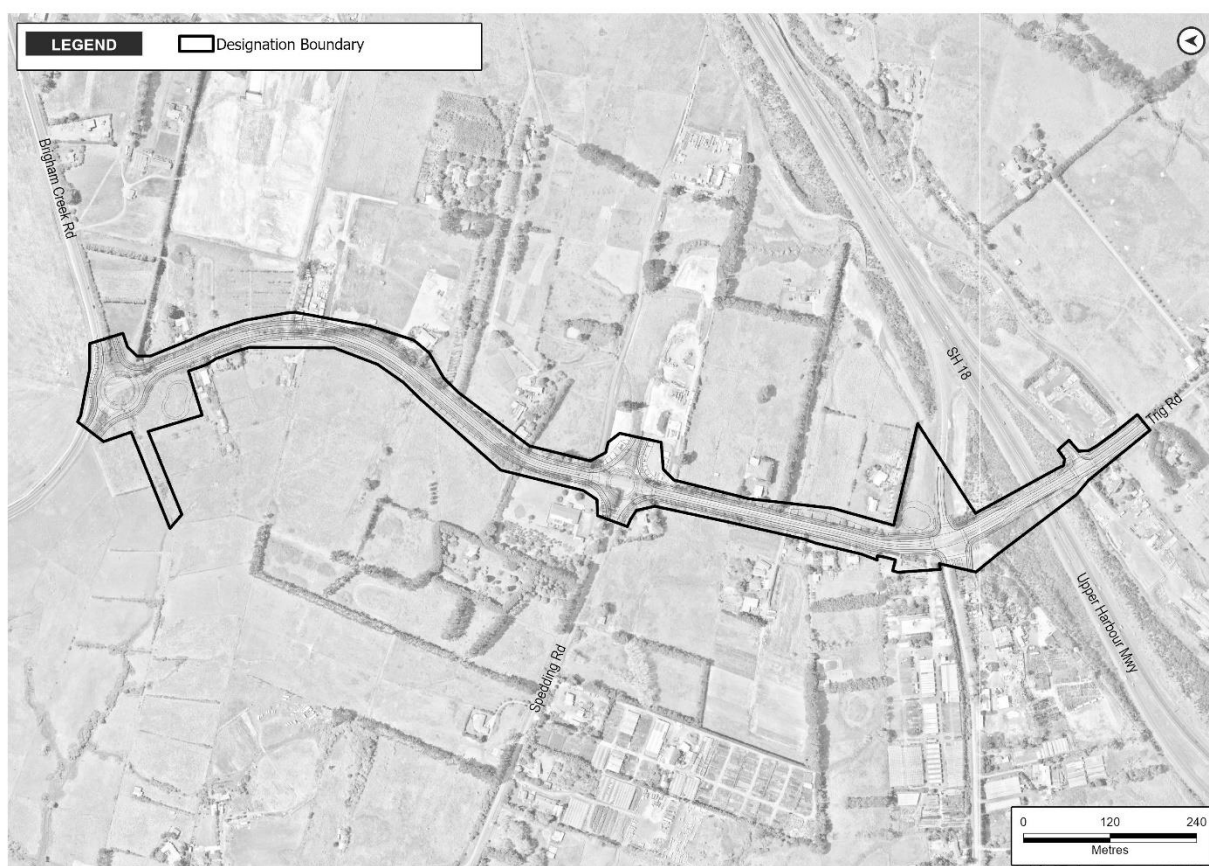 LEGEND
Designation Boundary
Brigham Creek Rd
SH 18
Trig Rd
Spedding Rd
Upper Harbour Mwy
0 120 240
Metres